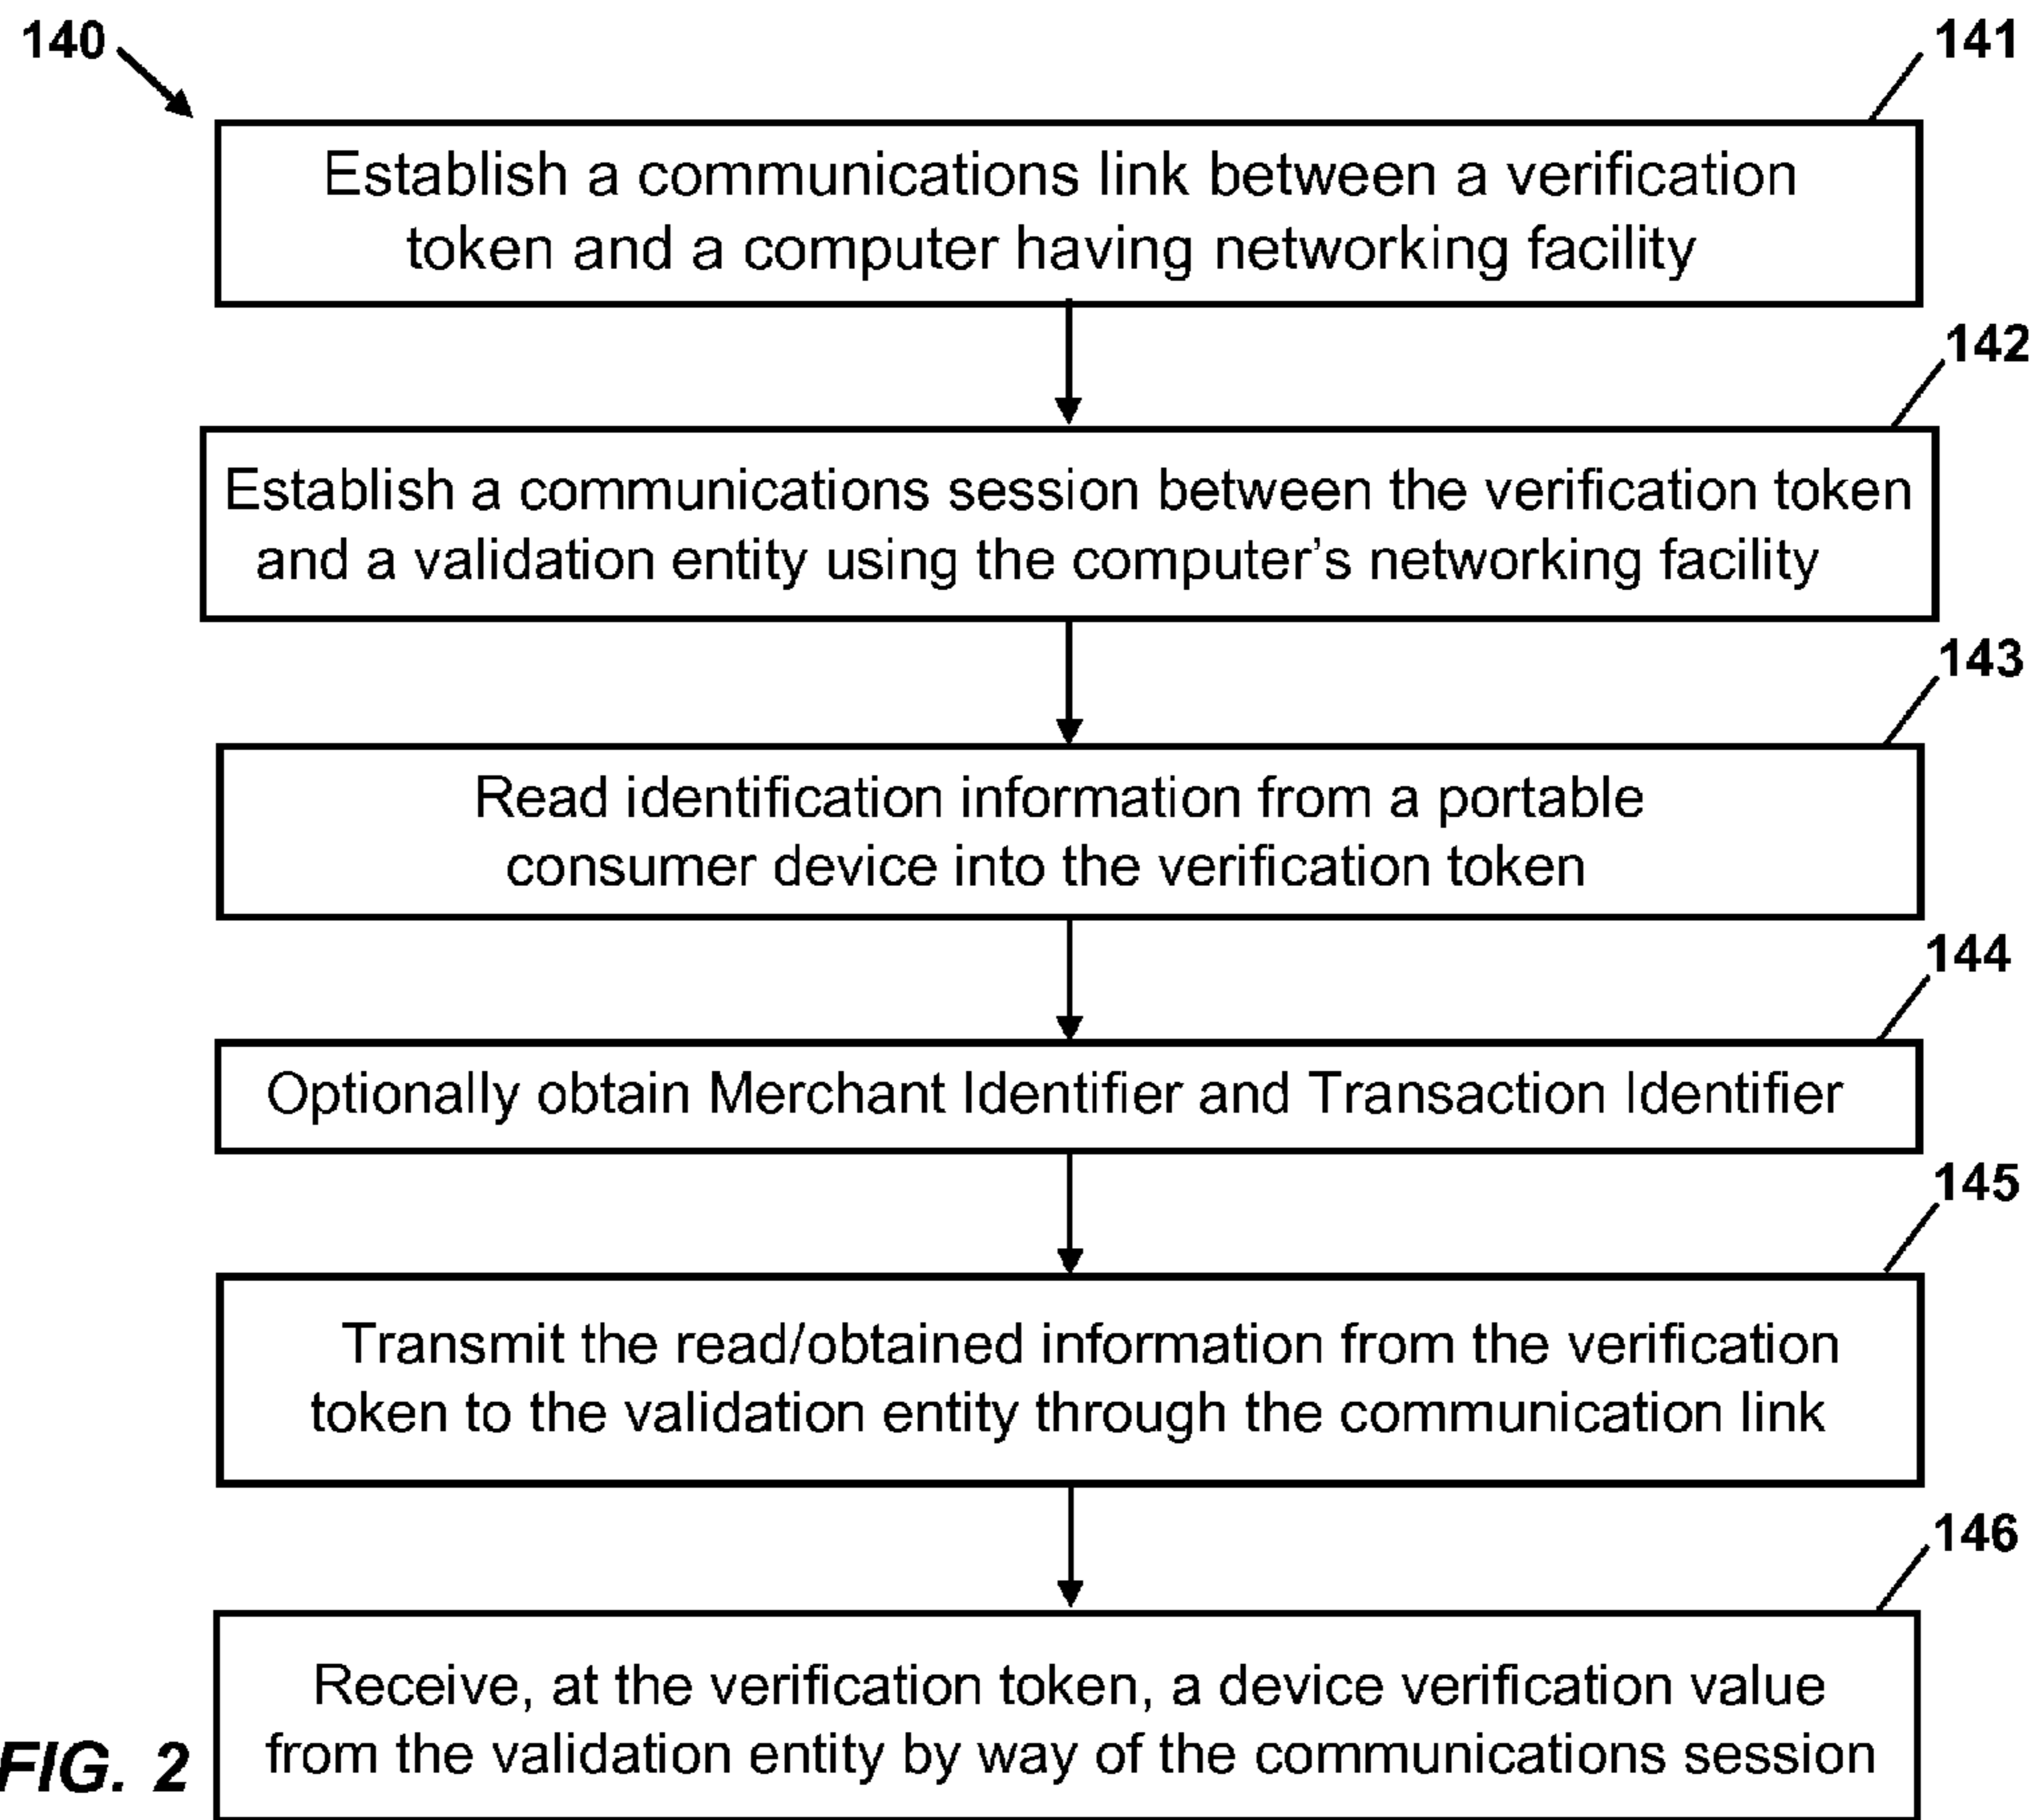 140
141
Establish a communications link between a verification
token and a computer having networking facility
142
Establish a communications session between the verification token
and a validation entity using the computer's networking facility
143
Read identification information from a portable
consumer device into the verification token
144
Optionally obtain Merchant Identifier and Transaction Identifier
145
Transmit the read/obtained information from the verification
token to the validation entity through the communication link
146
Receive, at the verification token, a device verification value
from the validation entity by way of the communications session
FIG. 2